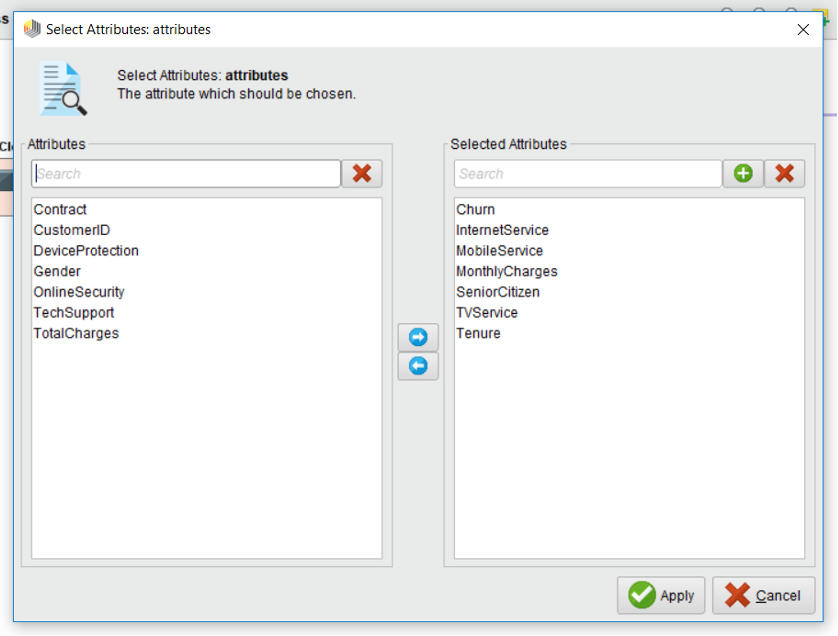 Select Attributes: attributes
Select Attributes: attributes
The attribute which should be chosen.
Attributes
Search
Contract
CustomerID
DeviceProtection
Gender
OnlineSecurity
TechSupport
TotalCharges
Selected Attributes
Search
Churn
InternetService
MobileService
MonthlyCharges
SeniorCitizen
TVService
Tenure
Apply
Cancel